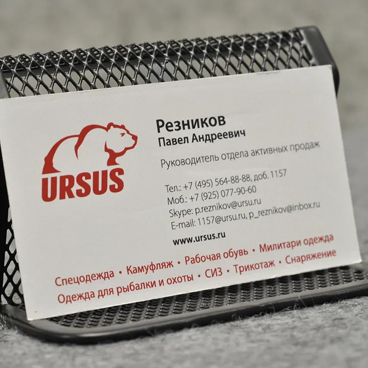 URSUS
Резников
Павел Андреевич
Руководитель отдела активных продаж
Тел.: +7 (495) 564-88-88, доб. 1157
Моб.: +7 (925) 077-90-60
Skype: p.reznikov@ursu.ru
E-mail: 1157@ursu.ru, p_reznikov@inbox.ru
www.ursus.ru
Спецодежда • Камуфляж • Рабочая обувь • Милитари одежда
Одежда для рыбалки и охоты • СИЗ • Трикотаж • Снаряжение